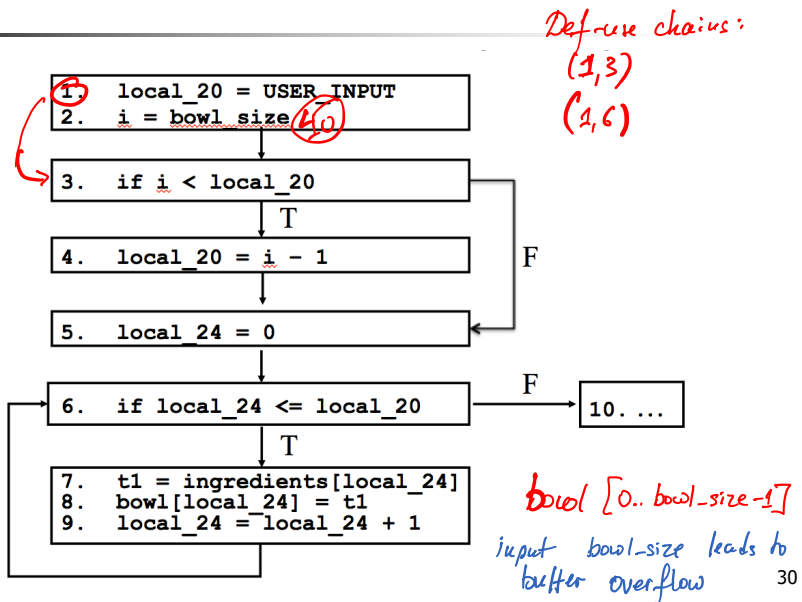 Def-use chains:
(1,3)
(1,6)
1. local_20 = USER_INPUT
2. i = bowl_size 40
3. if i < local_20
T
F
4. local_20 = i - 1
5. local_24 = 0
6. if local_24 <= local_20
F
10. ...
T
7. t1 = ingredients[local_24]
8. bowl[local_24] = t1
9. local_24 = local_24 + 1
bowl [0.. bowl_size-1]
input bowl_size leads to
buffer overflow
30